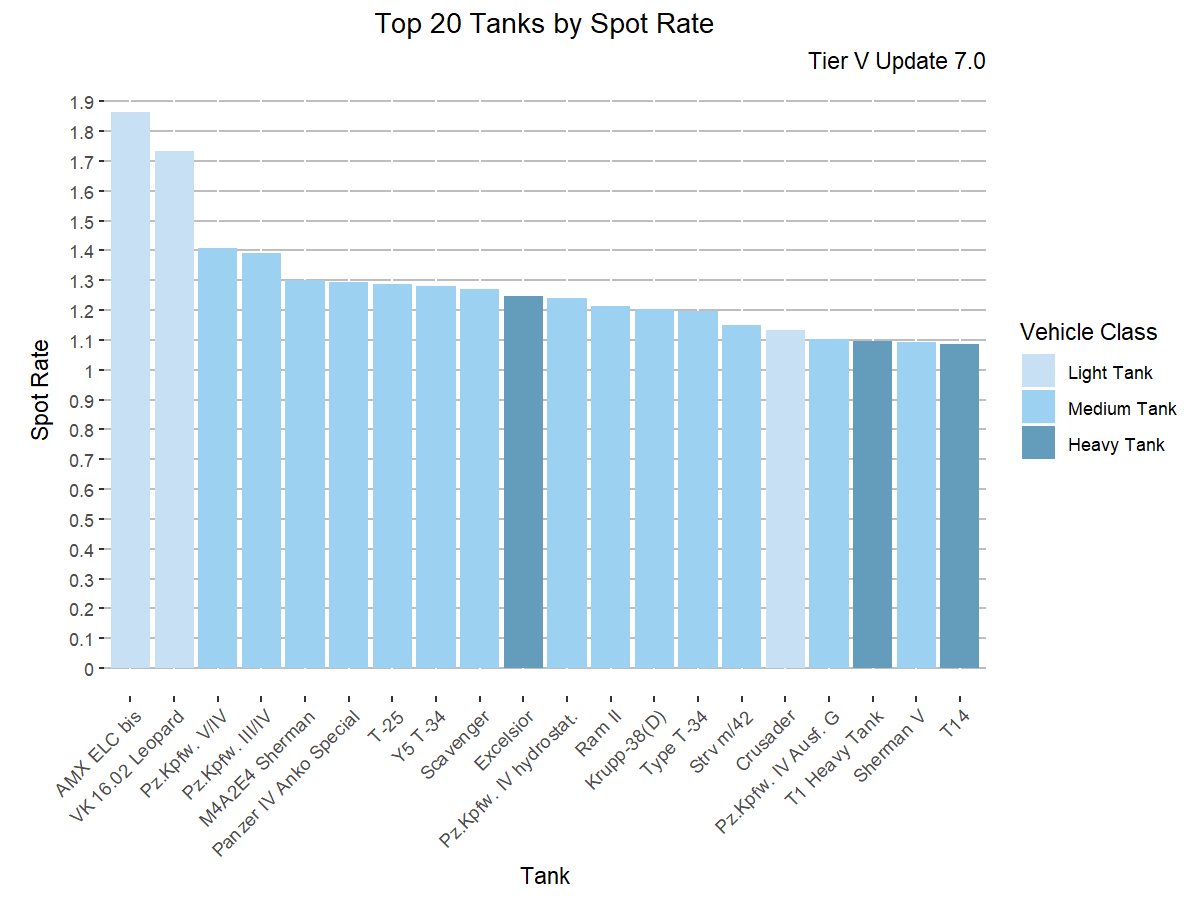 Top 20 Tanks by Spot Rate
Tier V Update 7.0
Spot Rate
1.9
1.8
1.7
1.6
1.5
1.4
1.3
1.2
1.1
1
0.9
0.8
0.7
0.6
0.5
0.4
0.3
0.2
0.1
0
AMX ELC bis
VK16.02 Leopard
Pz.Kpfw. V/IV
Pz.Kpfw. III/IV
M4A2E4 Sherman
Panzer IV Anko Special
T-25
Y5 T-34
Scavenger
Excelsior
Pz.Kpfw. IV hydrostat.
Ram II
Krupp-38(D)
Type T-34
Strv m/42
Crusader
Pz.Kpfw. IV Ausf. G
T1 Heavy Tank
Sherman V
T14
Tank
Vehicle Class
Light Tank
Medium Tank
Heavy Tank